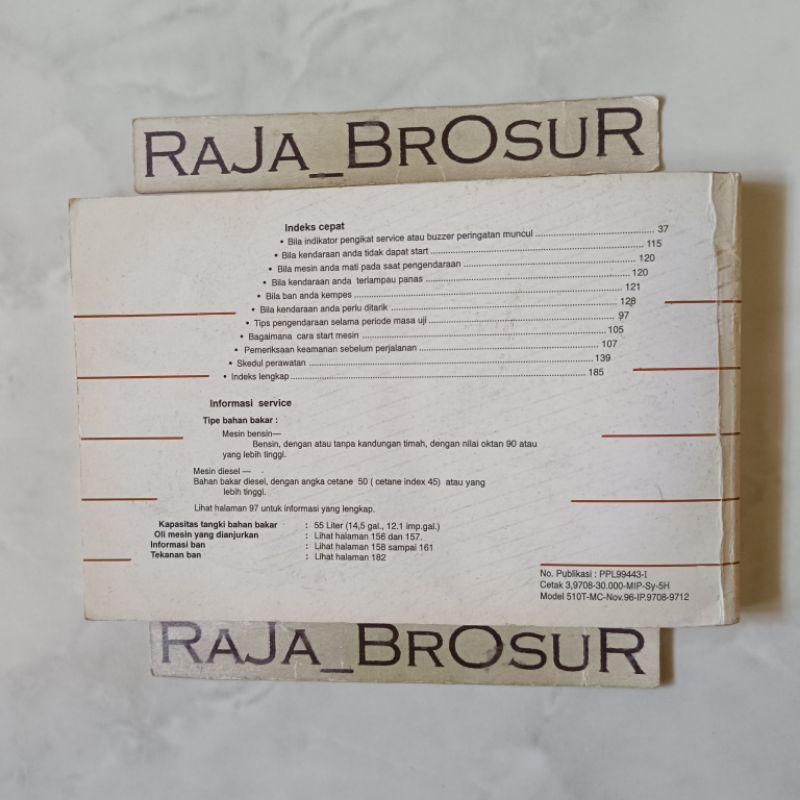 RAJA_BROSUR
Indeks cepat
• Bila indikator pengikat service atau buzzer peringatan muncul ........ 37
• Bila kendaraan anda tidak dapat start ........ 115
• Bila mesin anda mati pada saat pengendaraan ........ 120
• Bila kendaraan anda terlampau panas ........ 120
• Bila ban anda kempes ........ 121
• Bila kendaraan anda perlu ditarik ........ 128
• Tips pengendaraan selama periode masa uji ........ 97
• Bagaimana cara start mesin ........ 105
• Pemeriksaan keamanan sebelum perjalanan ........ 107
• Skedul perawatan ........ 139
• Indeks lengkap ........ 185
Informasi service
Tipe bahan bakar :
Mesin bensin—
Bensin, dengan atau tanpa kandungan timah, dengan nilai oktan 90 atau
yang lebih tinggi.
Mesin diesel —
Bahan bakar diesel, dengan angka cetane 50 ( cetane index 45) atau yang
lebih tinggi.
Lihat halaman 97 untuk informasi yang lengkap.
Kapasitas tangki bahan bakar : 55 Liter (14,5 gal., 12.1 imp.gal.)
Oli mesin yang dianjurkan : Lihat halaman 156 dan 157.
Informasi ban : Lihat halaman 158 sampai 161
Tekanan ban : Lihat halaman 182
No. Publikasi : PPL99443-I
Cetak 3,9708-30.000-MIP-Sy-5H
Model 510T-MC-Nov.96-IP.9708-9712
RAJA_BROSUR